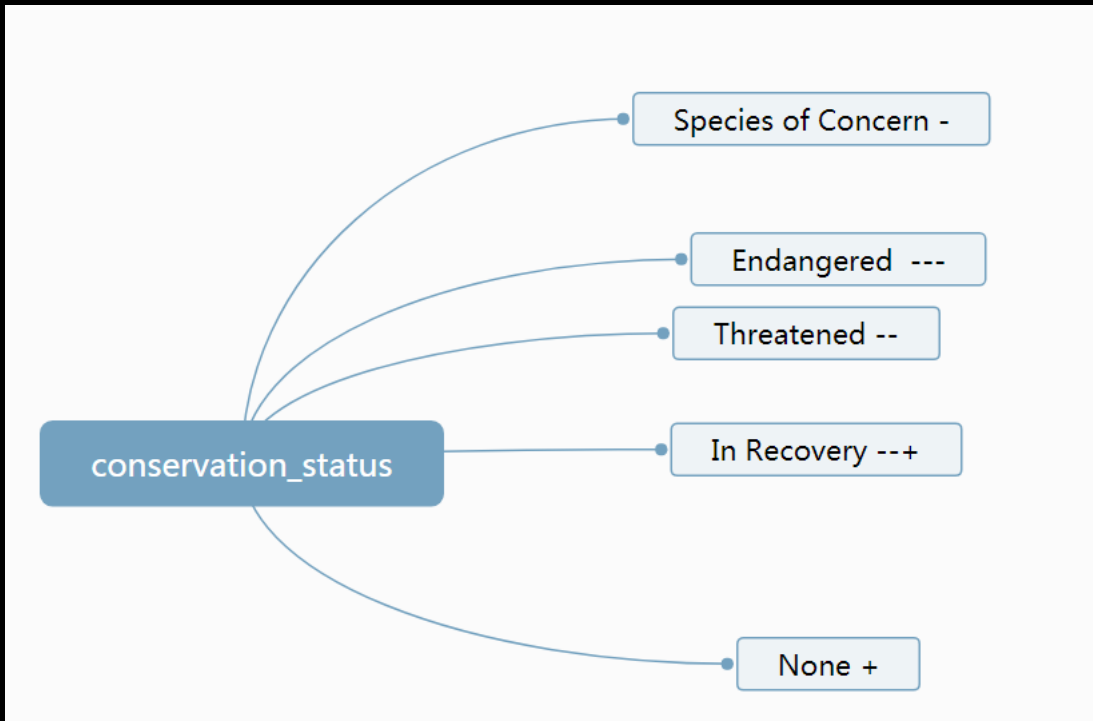 Species of Concern -
Endangered  ---
Threatened --
conservation_status
In Recovery --+
None +